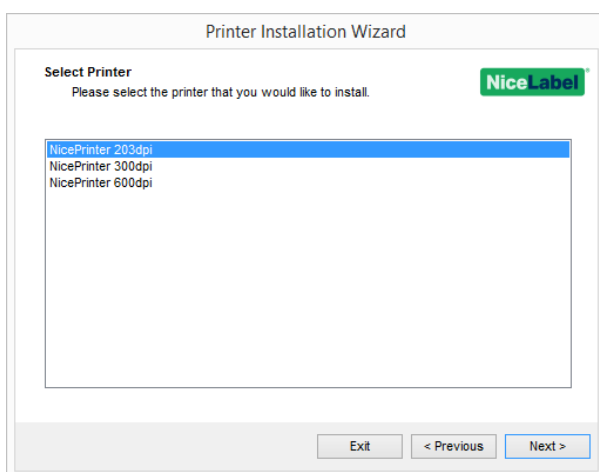 Printer Installation Wizard
Select Printer
Please select the printer that you would like to install.
NiceLabel
NicePrinter 203dpi
NicePrinter 300dpi
NicePrinter 600dpi
Exit
< Previous
Next >